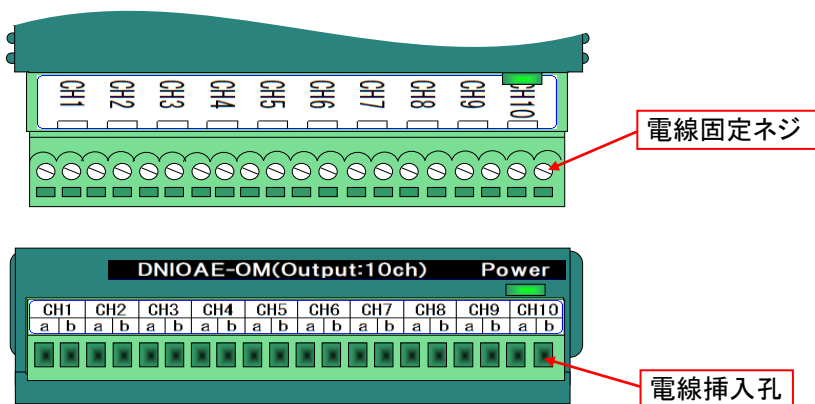 CH1 CH2 CH3 CH4 CH5 CH6 CH7 CH8 CH9 CH10
電線固定ネジ
DNIOAE-OM(Output:10ch) Power
CH1 CH2 CH3 CH4 CH5 CH6 CH7 CH8 CH9 CH10
a b a b a b a b a b a b a b a b a b a b
電線挿入孔